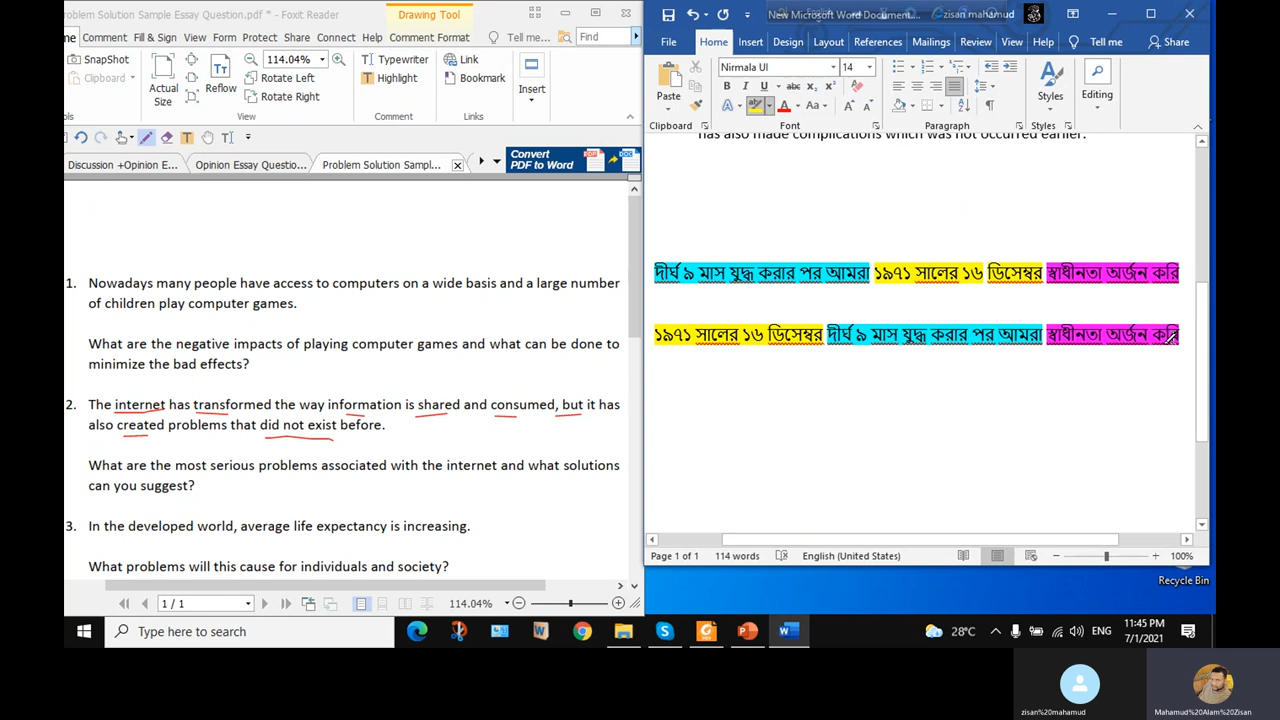 roblem Solution Sample Essay Question.pdf * - Foxit Reader
Drawing Tool
me Comment Fill & Sign View Form Protect Share Connect Help Comment Format Tell me... Find
SnapShot
Clipboard
Actual Size
Reflow
114.04%
Rotate Left
Rotate Right
View
Typewriter
Highlight
Comment
Link
Bookmark
Insert
Discussion +Opinion E...
Opinion Essay Questio...
Problem Solution Sampl...
Convert PDF to Word
1. Nowadays many people have access to computers on a wide basis and a large number
of children play computer games.
What are the negative impacts of playing computer games and what can be done to
minimize the bad effects?
2. The internet has transformed the way information is shared and consumed, but it has
also created problems that did not exist before.
What are the most serious problems associated with the internet and what solutions
can you suggest?
3. In the developed world, average life expectancy is increasing.
What problems will this cause for individuals and society?
1 / 1
114.04%
New Microsoft Word Document....
zisan mahamud
File Home Insert Design Layout References Mailings Review View Help Tell me Share
Paste
Clipboard
Nirmala UI 14
B I U abc x₂ x²
Font
Paragraph
Styles
Styles
Editing
has also made complications which was not occurred earlier.
দীর্ঘ ৯ মাস যুদ্ধ করার পর আমরা ১৯৭১ সালের ১৬ ডিসেম্বর স্বাধীনতা অর্জন করি
১৯৭১ সালের ১৬ ডিসেম্বর দীর্ঘ ৯ মাস যুদ্ধ করার পর আমরা স্বাধীনতা অর্জন করি
Page 1 of 1 114 words English (United States) 100%
Recycle Bin
Type here to search
28°C
ENG
11:45 PM
7/1/2021
zisan%20mahamud
Mahamud%20Alam%20Zisan